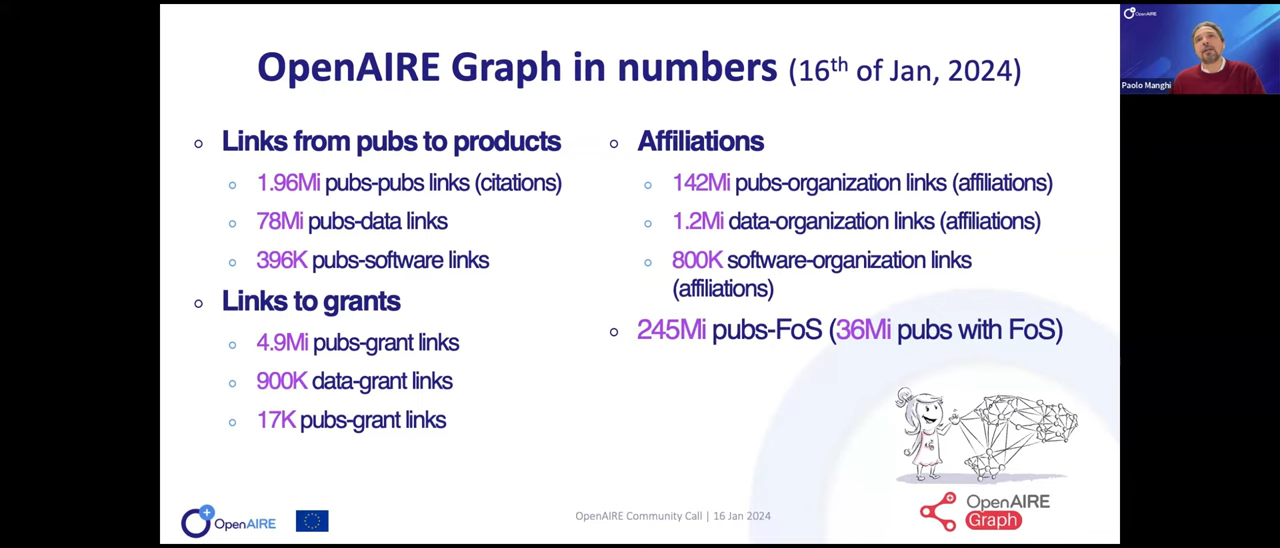 OpenAIRE Graph in numbers (16th of Jan, 2024)
Links from pubs to products
1.96Mi pubs-pubs links (citations)
78Mi pubs-data links
396K pubs-software links
Links to grants
4.9Mi pubs-grant links
900K data-grant links
17K pubs-grant links
Affiliations
142Mi pubs-organization links (affiliations)
1.2Mi data-organization links (affiliations)
800K software-organization links
(affiliations)
245Mi pubs-FoS (36Mi pubs with FoS)
OpenAIRE
OpenAIRE Community Call | 16 Jan 2024
OpenAIRE
Graph
OpenAIRE
Paolo Manghi